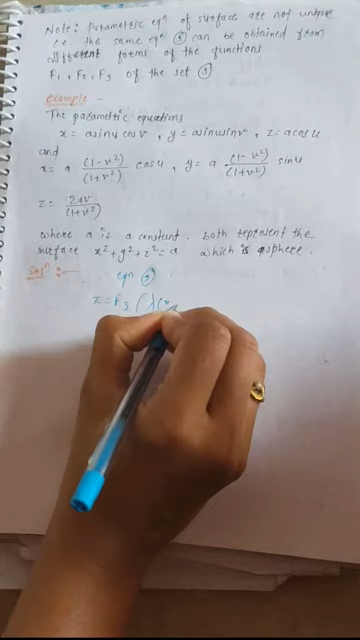 Note: parametric eqn of surface are not unique
i.e the same eqn ⑤ can be obtained from
different forms of the functions
F₁, F₂, F₃ of the set ⑤
Example –
The parametric equations
x = a sinu cosv, y = a sinu sinv, z = a cosu
and
x = a (1-v²)/(1+v²) cosu, y = a (1-v²)/(1+v²) sinu
z = 2av/(1+v²)
where a is a constant. both represent the
surface x²+y²+z² = a which is a sphere.
Solⁿ :–
eqn ⑤
z = F₃ (λ(x